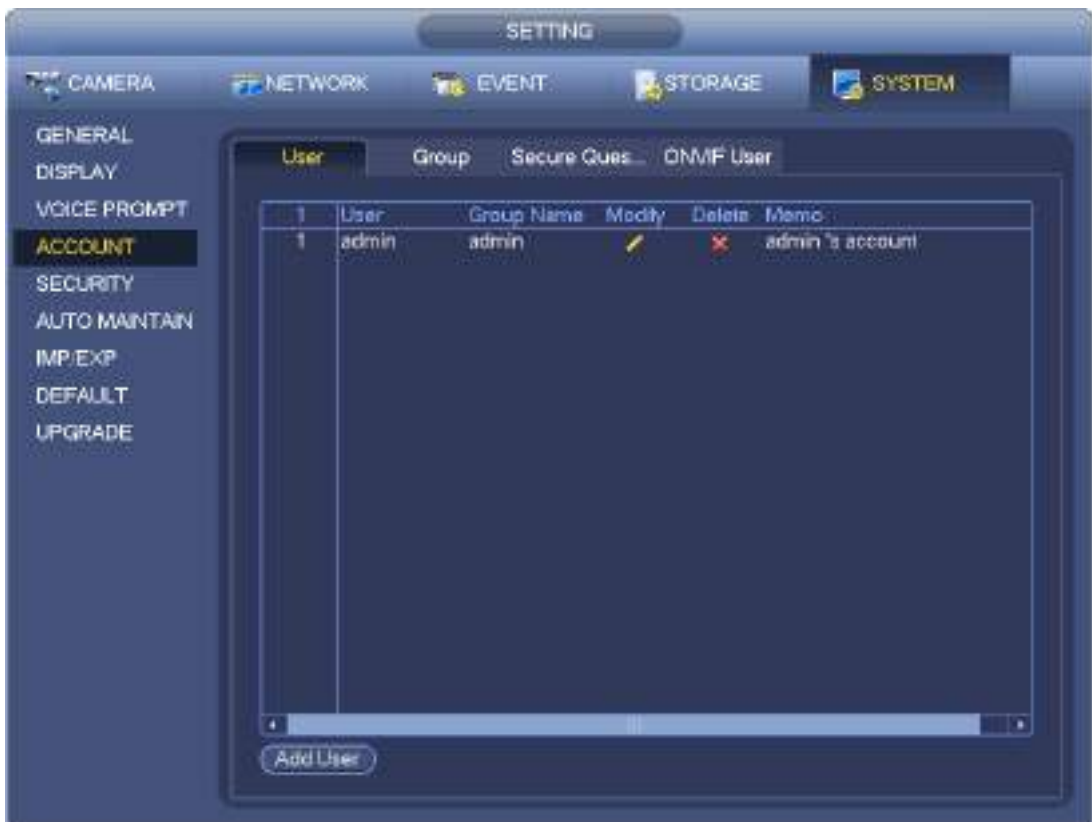 SETTING
CAMERA NETWORK EVENT STORAGE SYSTEM
GENERAL
DISPLAY
VOICE PROMPT
ACCOUNT
SECURITY
AUTO MAINTAIN
IMP/EXP
DEFAULT
UPGRADE
User Group Secure Ques... ONVIF User
1 User Group Name Modify Delete Memo
1 admin admin admin 's account
Add User